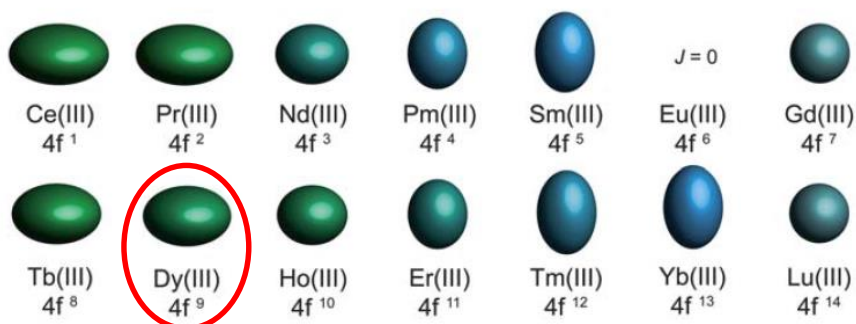 J = 0
Ce(III) Pr(III) Nd(III) Pm(III) Sm(III) Eu(III) Gd(III)
4f 1 4f 2 4f 3 4f 4 4f 5 4f 6 4f 7
Tb(III) Dy(III) Ho(III) Er(III) Tm(III) Yb(III) Lu(III)
4f 8 4f 9 4f 10 4f 11 4f 12 4f 13 4f 14